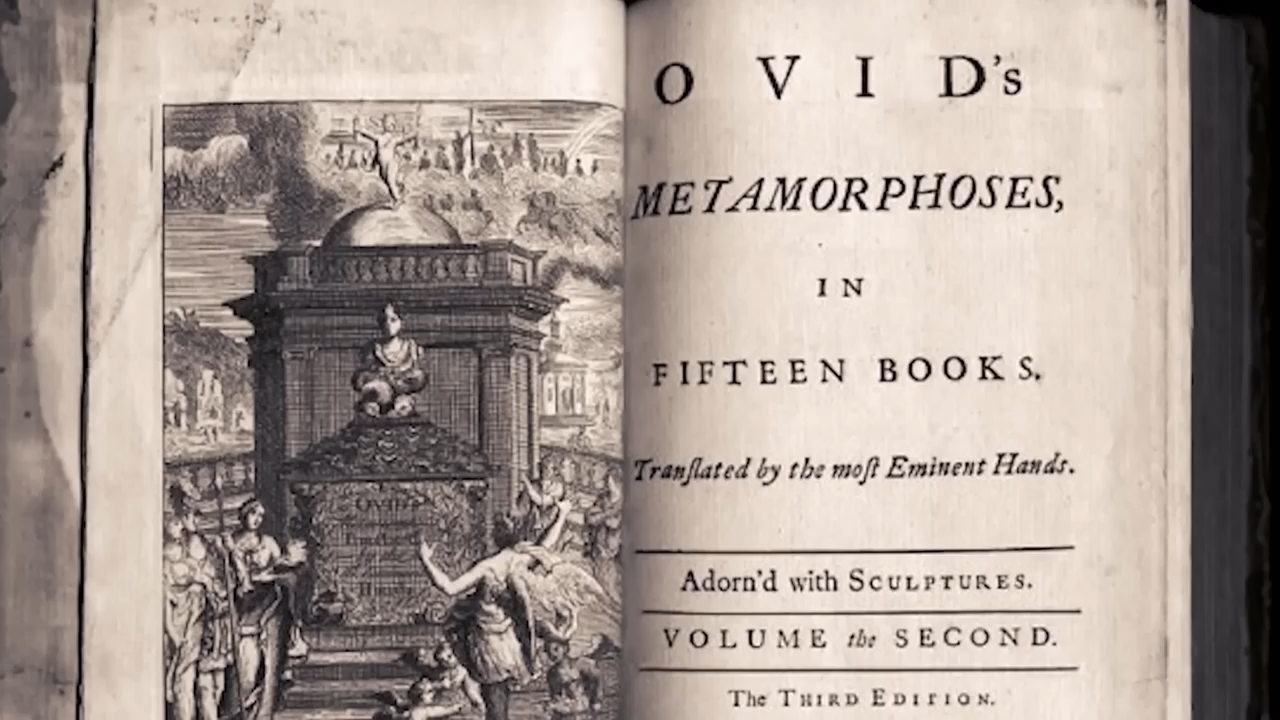 OVID's
METAMORPHOSES,
IN
FIFTEEN BOOKS.
Tranſlated by the moſt Eminent Hands.
Adorn'd with SCULPTURES.
VOLUME the SECOND.
The THIRD EDITION.
OVID's